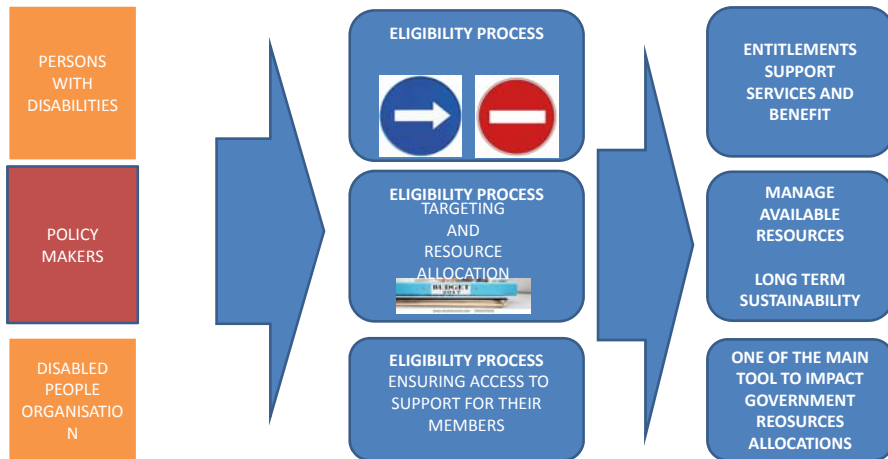 PERSONS
WITH
DISABILITIES
ELIGIBILITY PROCESS
ENTITLEMENTS
SUPPORT
SERVICES AND
BENEFIT
POLICY
MAKERS
ELIGIBILITY PROCESS
TARGETING
AND
RESOURCE
ALLOCATION
BUDGET
2017
MANAGE
AVAILABLE
RESOURCES
LONG TERM
SUSTAINABILITY
DISABLED
PEOPLE
ORGANISATIO
N
ELIGIBILITY PROCESS
ENSURING ACCESS TO
SUPPORT FOR THEIR
MEMBERS
ONE OF THE MAIN
TOOL TO IMPACT
GOVERNMENT
REOSURCES
ALLOCATIONS